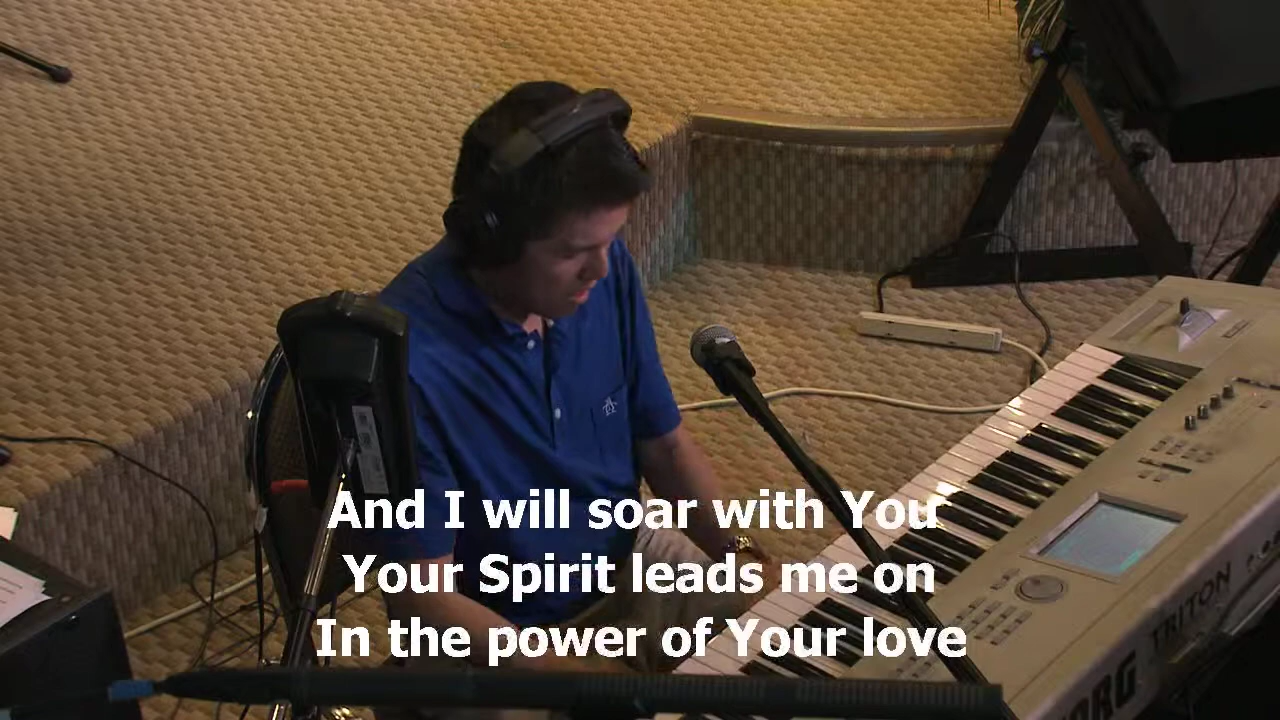 And I will soar with You
Your Spirit leads me on
In the power of Your love
TRITON
KORG